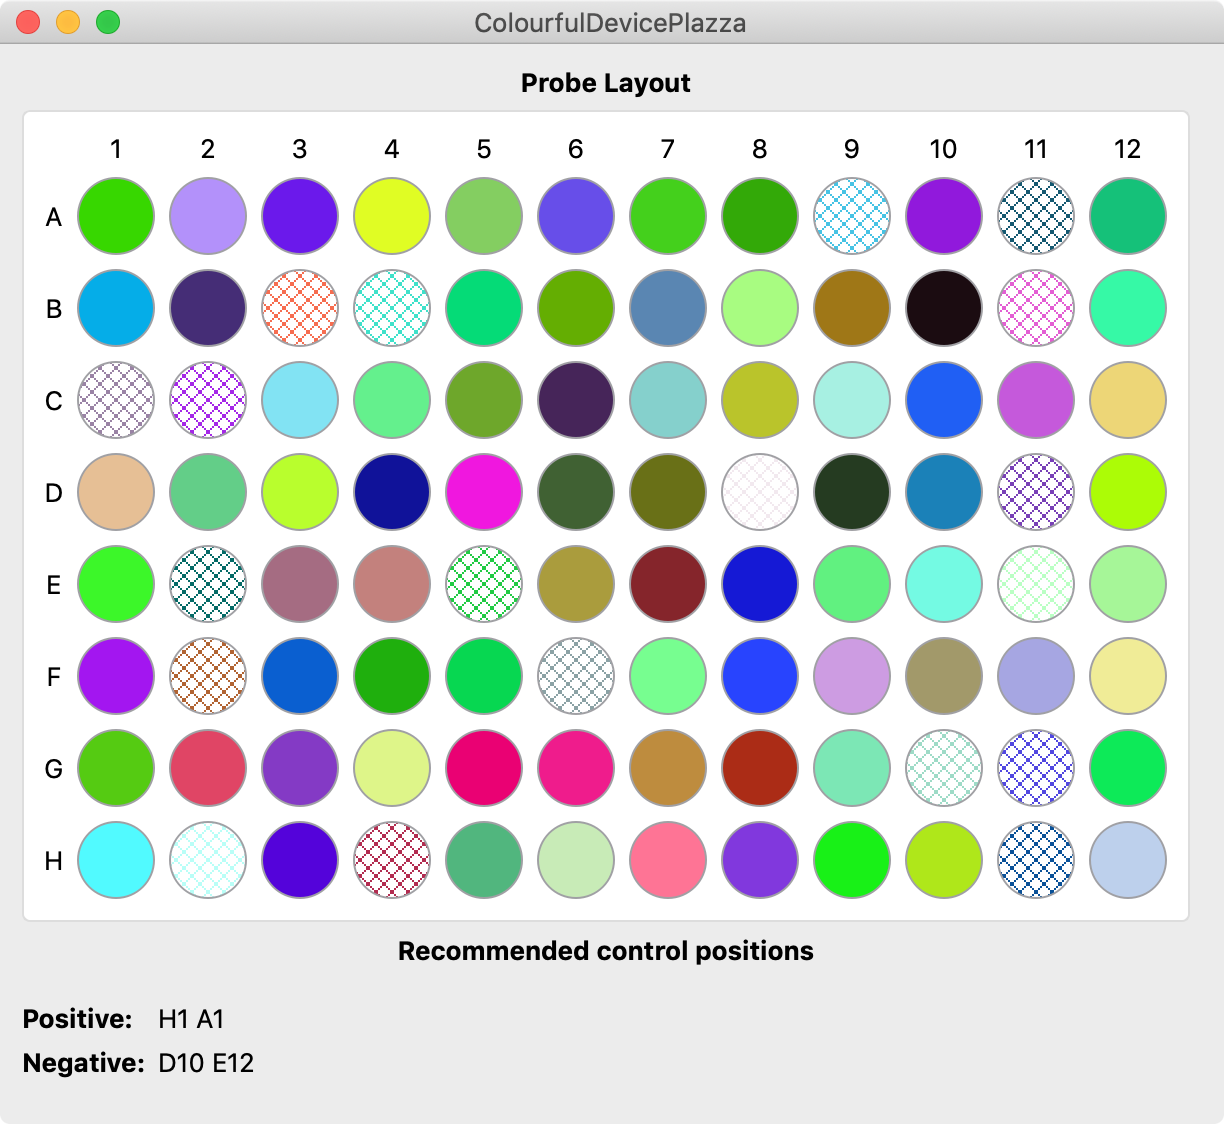 ColourfulDevicePlazza
Probe Layout
1 2 3 4 5 6 7 8 9 10 11 12
A
B
C
D
E
F
G
H
Recommended control positions
Positive: H1 A1
Negative: D10 E12